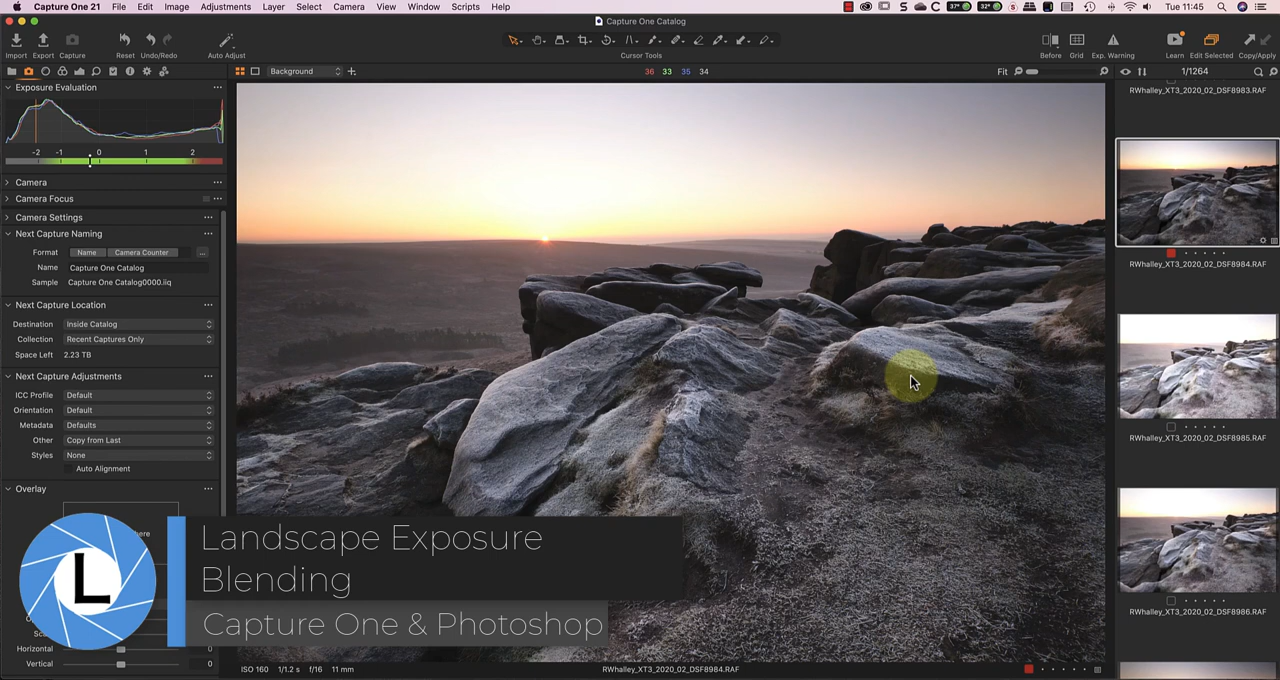 Capture One 21 File Edit Image Adjustments Layer Select Camera View Window Scripts Help 37° 32° Tue 11:45
Capture One Catalog
Import Export Capture Reset Undo/Redo Auto Adjust Cursor Tools Before Grid Exp. Warning Learn Edit Selected Copy/Apply
Background 36 33 35 34 Fit 1/1264
Exposure Evaluation
-2 -1 0 1 2
Camera
Camera Focus
Camera Settings
Next Capture Naming
Format Name Camera Counter ...
Name Capture One Catalog
Sample Capture One Catalog0000.iiq
Next Capture Location
Destination Inside Catalog
Collection Recent Captures Only
Space Left 2.23 TB
Next Capture Adjustments
ICC Profile Default
Orientation Default
Metadata Defaults
Other Copy from Last
Styles None
Auto Alignment
Overlay
Horizontal 0
Vertical 0
L
Landscape Exposure
Blending
Capture One & Photoshop
ISO 160 1/1.2 s f/16 11 mm RWhalley_XT3_2020_02_DSF8984.RAF
RWhalley_XT3_2020_02_DSF8983.RAF
RWhalley_XT3_2020_02_DSF8984.RAF
RWhalley_XT3_2020_02_DSF8985.RAF
RWhalley_XT3_2020_02_DSF8986.RAF